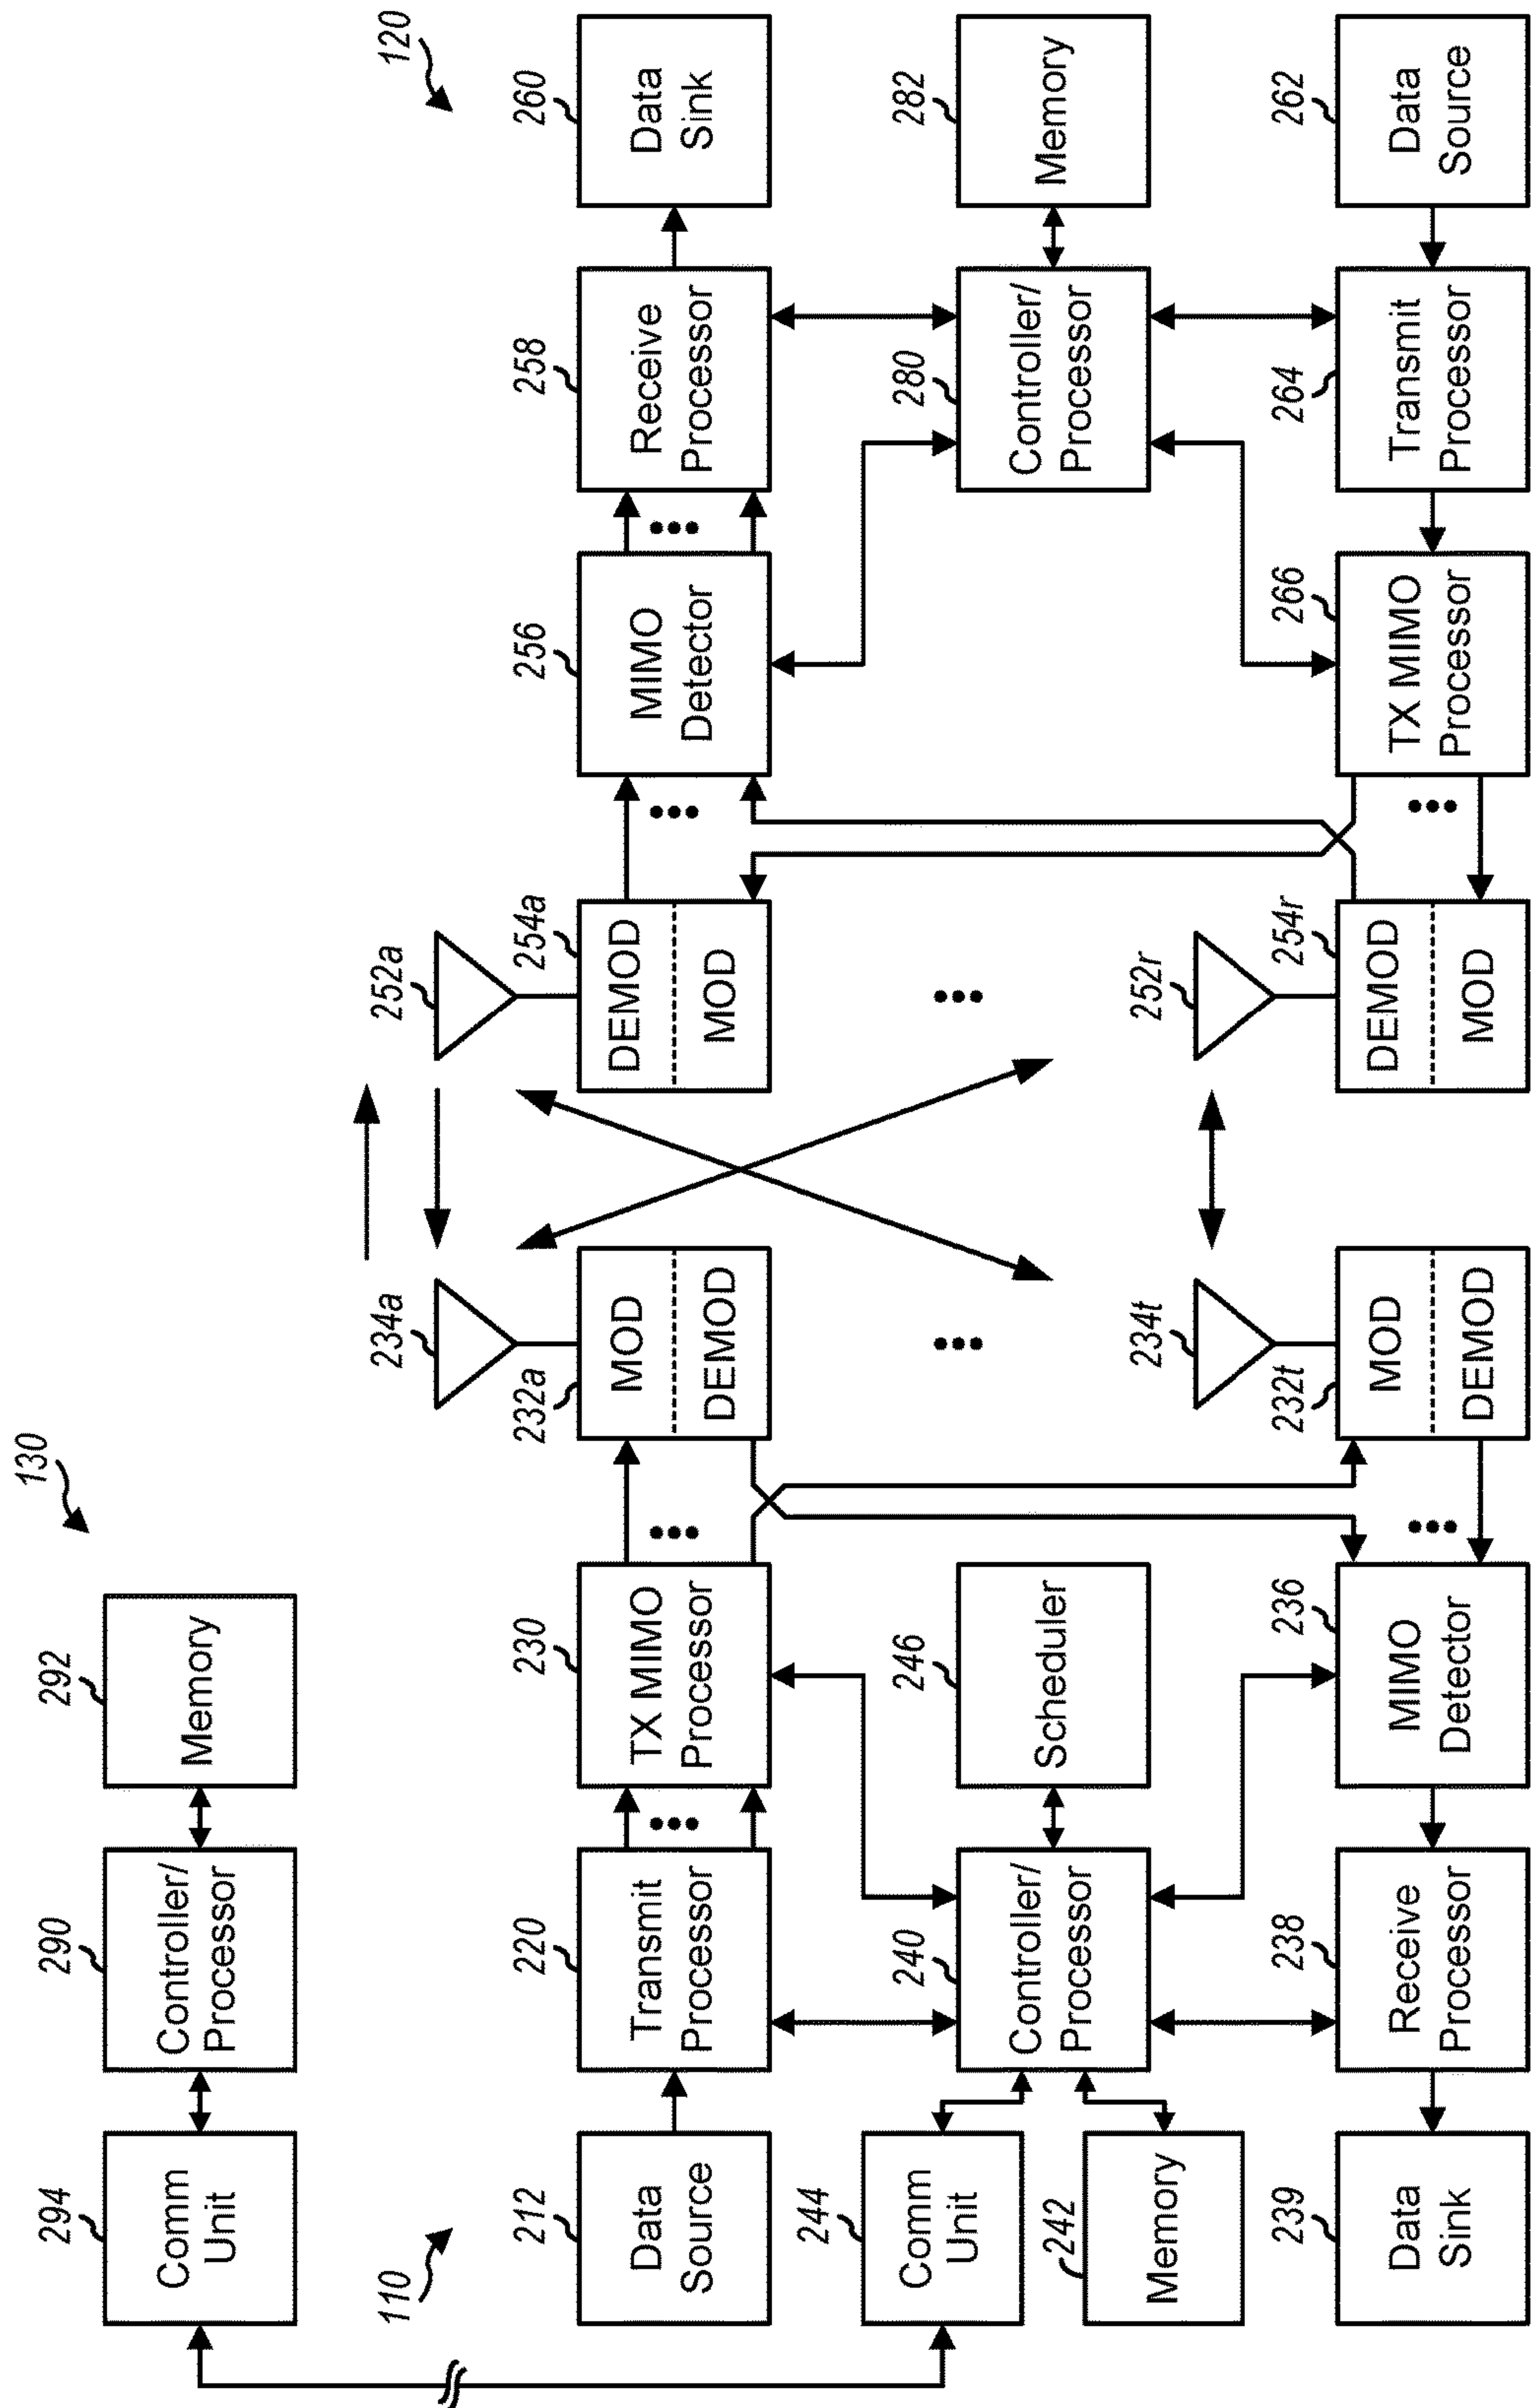 130
294
Comm
Unit
290
Controller/
Processor
292
Memory
110
120
212
Data
Source
220
Transmit
Processor
230
TX MIMO
Processor
234a
232a
MOD
DEMOD
252a
254a
DEMOD
MOD
256
MIMO
Detector
258
Receive
Processor
260
Data
Sink
244
Comm
Unit
242
Memory
240
Controller/
Processor
246
Scheduler
280
Controller/
Processor
282
Memory
239
Data
Sink
238
Receive
Processor
236
MIMO
Detector
234t
232t
MOD
DEMOD
252r
254r
DEMOD
MOD
266
TX MIMO
Processor
264
Transmit
Processor
262
Data
Source